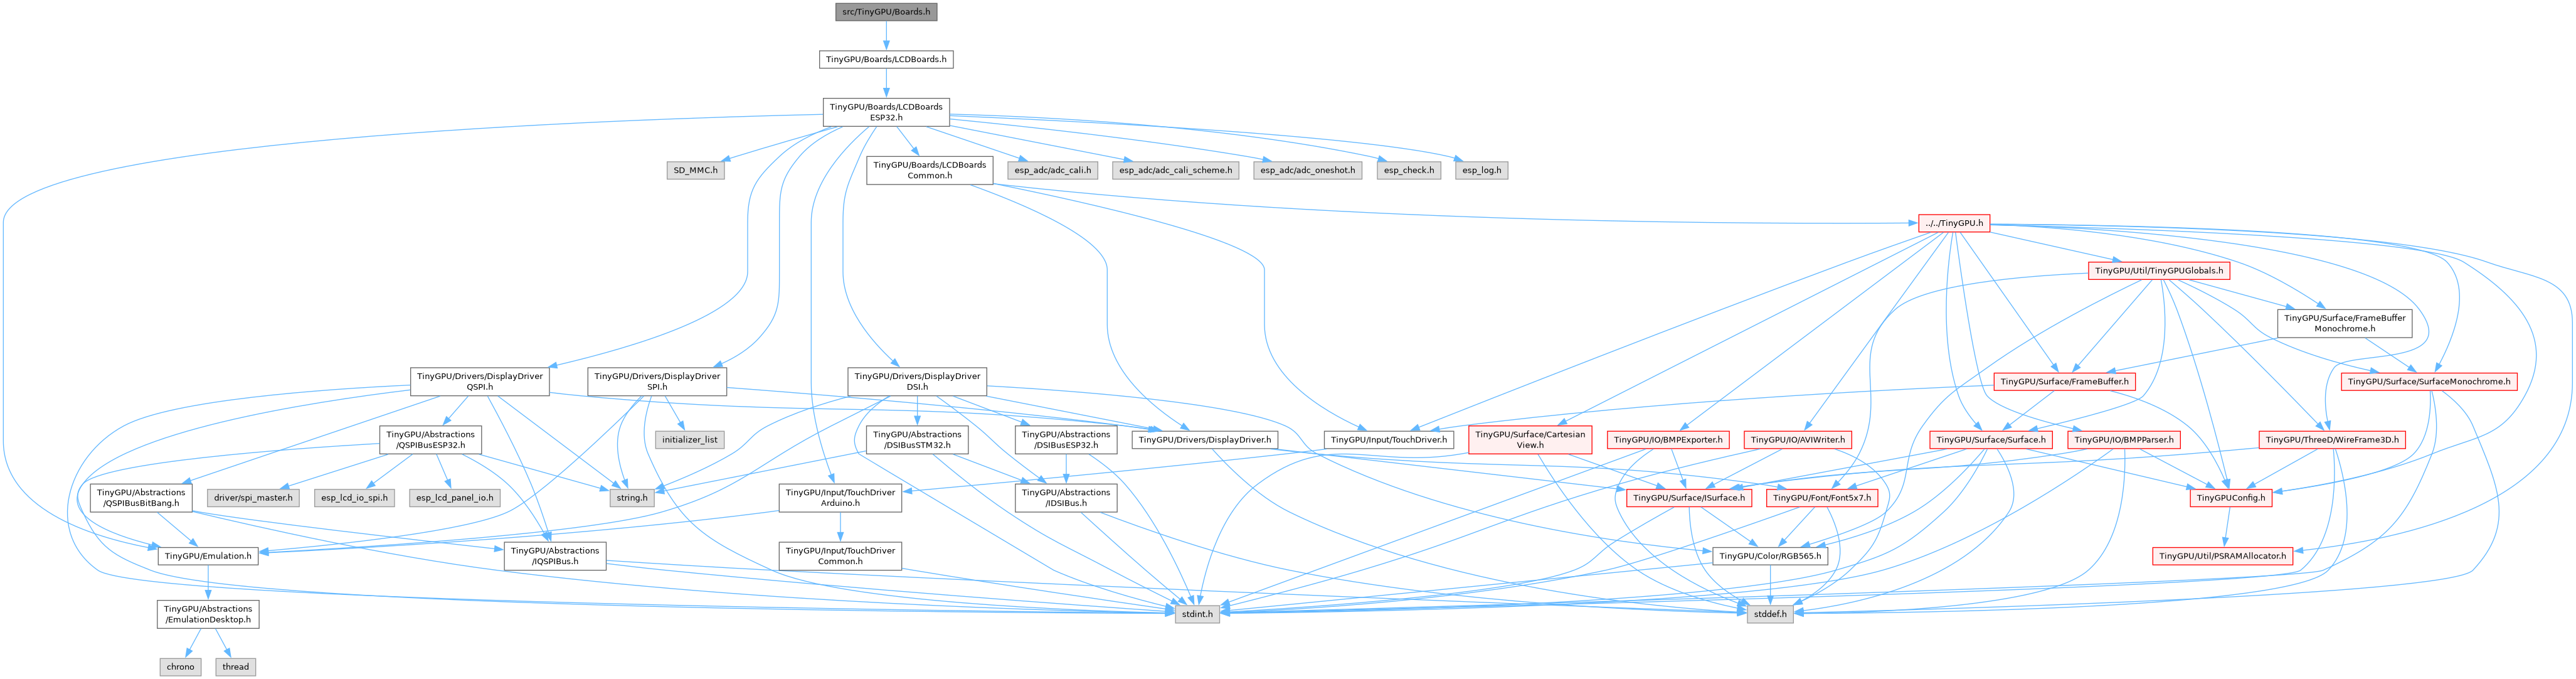 src/TinyGPU/Boards.h
TinyGPU/Boards/LCDBoards.h
TinyGPU/Boards/LCDBoards
ESP32.h
SD_MMC.h
TinyGPU/Boards/LCDBoards
Common.h
esp_adc/adc_cali.h
esp_adc/adc_cali_scheme.h
esp_adc/adc_oneshot.h
esp_check.h
esp_log.h
../../TinyGPU.h
TinyGPU/Util/TinyGPUGlobals.h
TinyGPU/Surface/FrameBuffer
Monochrome.h
TinyGPU/Drivers/DisplayDriver
QSPI.h
TinyGPU/Drivers/DisplayDriver
SPI.h
TinyGPU/Drivers/DisplayDriver
DSI.h
TinyGPU/Surface/FrameBuffer.h
TinyGPU/Surface/SurfaceMonochrome.h
TinyGPU/Abstractions
/QSPIBusESP32.h
initializer_list
TinyGPU/Abstractions
/DSIBusSTM32.h
TinyGPU/Abstractions
/DSIBusESP32.h
TinyGPU/Drivers/DisplayDriver.h
TinyGPU/Input/TouchDriver.h
TinyGPU/Surface/Cartesian
View.h
TinyGPU/IO/BMPExporter.h
TinyGPU/IO/AVIWriter.h
TinyGPU/Surface/Surface.h
TinyGPU/IO/BMPParser.h
TinyGPU/ThreeD/WireFrame3D.h
TinyGPU/Abstractions
/QSPIBusBitBang.h
driver/spi_master.h
esp_lcd_io_spi.h
esp_lcd_panel_io.h
string.h
TinyGPU/Input/TouchDriver
Arduino.h
TinyGPU/Abstractions
/IDSIBus.h
TinyGPU/Surface/ISurface.h
TinyGPU/Font/Font5x7.h
TinyGPUConfig.h
TinyGPU/Emulation.h
TinyGPU/Abstractions
/IQSPIBus.h
TinyGPU/Input/TouchDriver
Common.h
TinyGPU/Color/RGB565.h
TinyGPU/Util/PSRAMAllocator.h
TinyGPU/Abstractions
/EmulationDesktop.h
stdint.h
stddef.h
chrono
thread